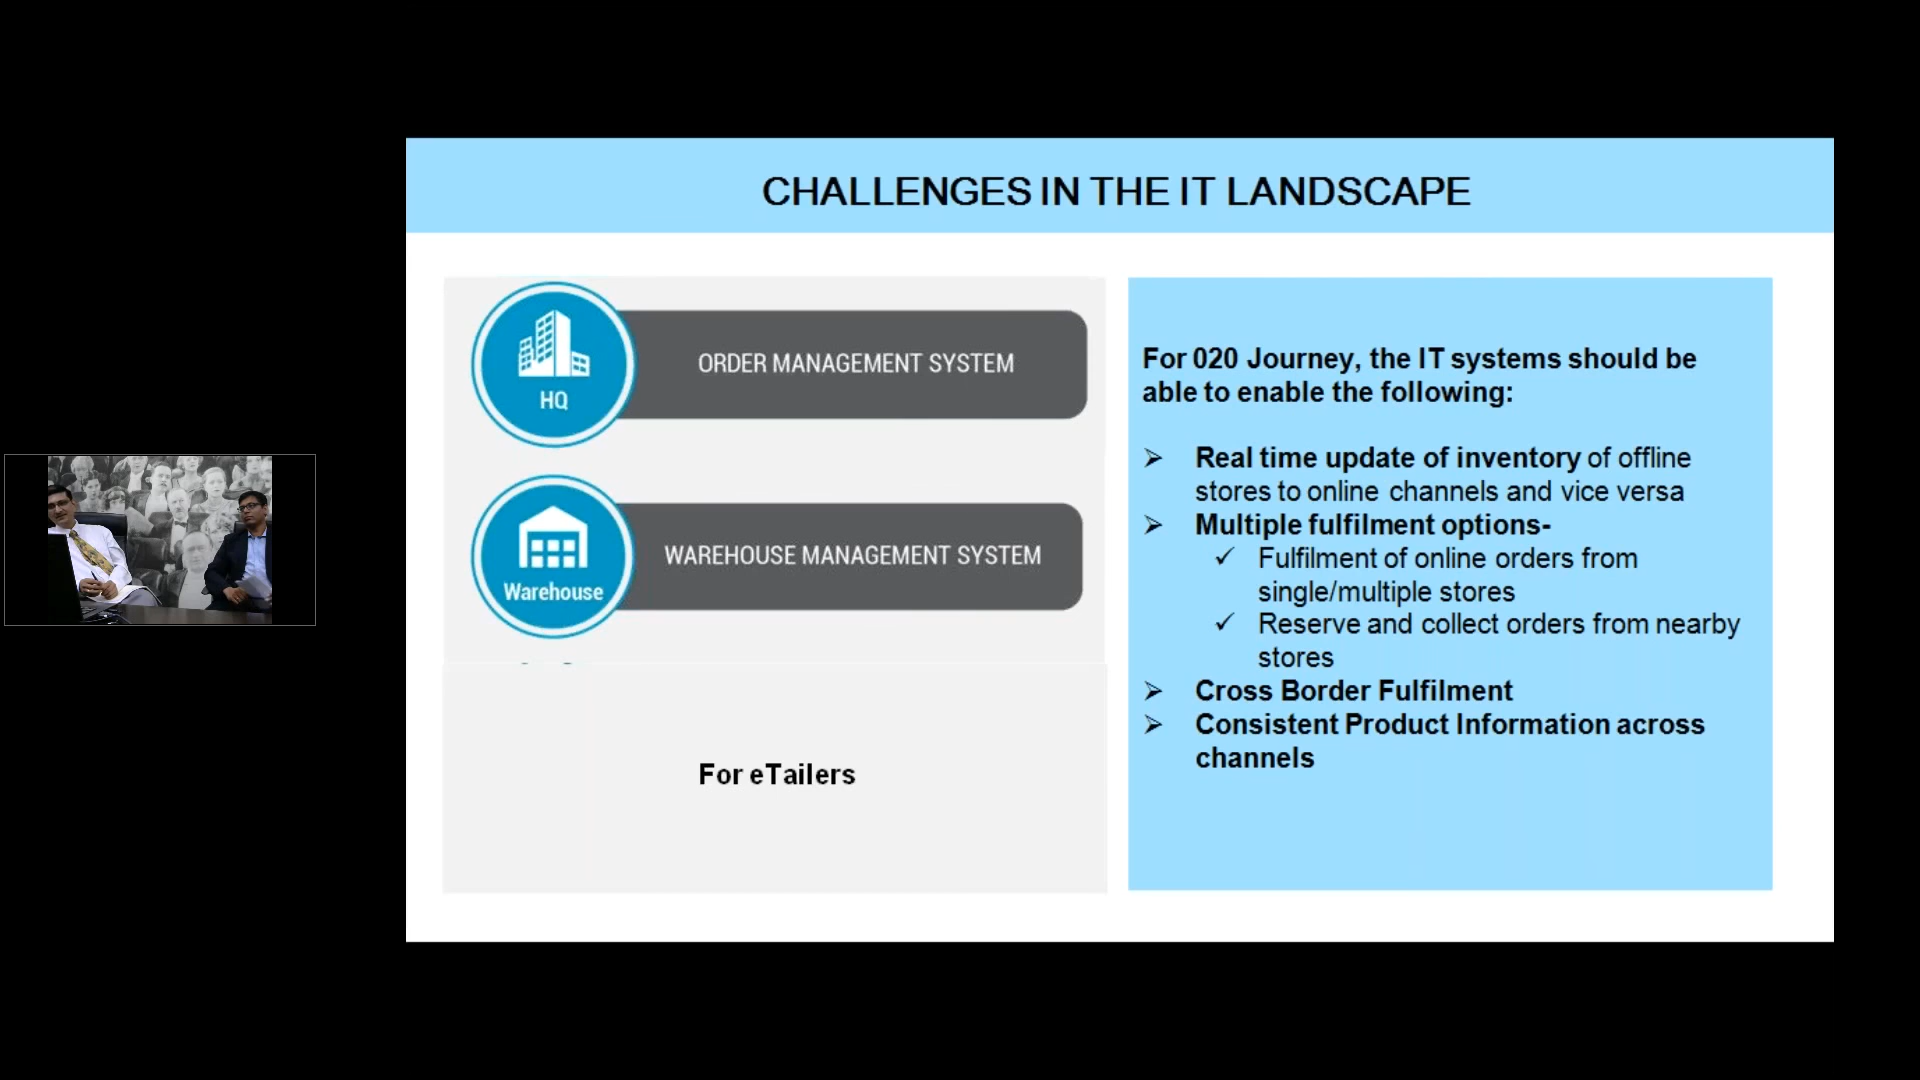 CHALLENGES IN THE IT LANDSCAPE
HQ
ORDER MANAGEMENT SYSTEM
Warehouse
WAREHOUSE MANAGEMENT SYSTEM
For eTailers
For 020 Journey, the IT systems should be
able to enable the following:
Real time update of inventory of offline
stores to online channels and vice versa
Multiple fulfilment options-
Fulfilment of online orders from
single/multiple stores
Reserve and collect orders from nearby
stores
Cross Border Fulfilment
Consistent Product Information across
channels